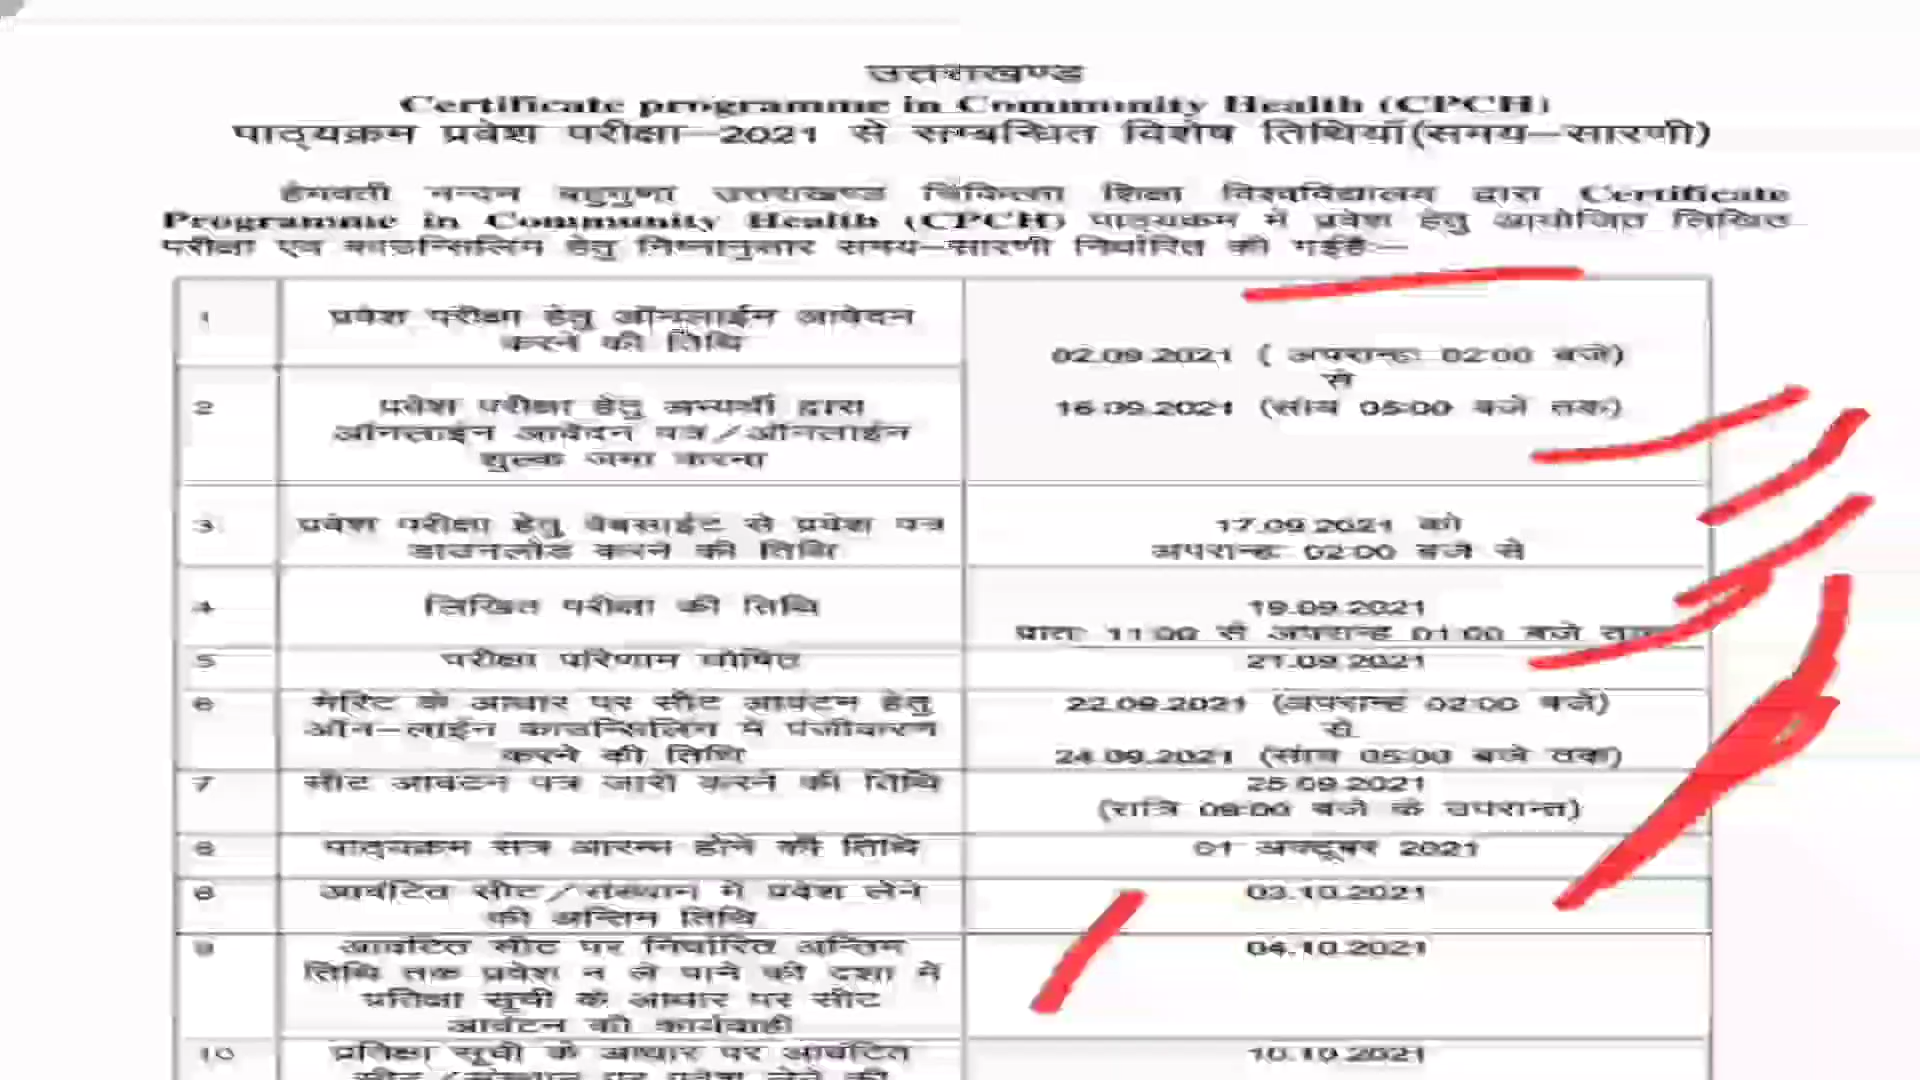 उत्तराखण्ड
Certificate programme in Community Health (CPCH)
पाठ्यक्रम प्रवेश परीक्षा–2021 से सम्बन्धित विशेष तिथियाँ(समय–सारणी)
हेमवती नन्दन बहुगुणा उत्तराखण्ड चिकित्सा शिक्षा विश्वविद्यालय द्वारा Certificate
Programme in Community Health (CPCH) पाठ्यक्रम में प्रवेश हेतु आयोजित लिखित
परीक्षा एवं काउन्सिलिंग हेतु निम्नानुसार समय–सारणी निर्धारित की गईहैः–
1
प्रवेश परीक्षा हेतु ऑनलाईन आवेदन
करने की तिथि
02.09.2021 ( अपरान्हः 02:00 बजे)
से
16.09.2021 (सांय 05:00 बजे तक)
2
प्रवेश परीक्षा हेतु अभ्यर्थी द्वारा
ऑनलाईन आवेदन पत्र/ऑनलाईन
शुल्क जमा करना
3
प्रवेश परीक्षा हेतु वेबसाईट से प्रवेश पत्र
डाउनलोड करने की तिथि
17.09.2021 को
अपरान्हः 02:00 बजे से
4
लिखित परीक्षा की तिथि
19.09.2021
प्रातः 11:00 से अपरान्ह 01:00 बजे
5
परीक्षा परिणाम घोषित
21.09.2021
6
मेरिट के आधार पर सीट आवंटन हेतु
ऑन–लाईन काउन्सिलिंग में पंजीकरण
करने की तिथि
22.09.2021 (अपरान्ह 02:00 बजे)
से
24.09.2021 (सांय 05:00 बजे तक)
7
सीट आवंटन पत्र जारी करने की तिथि
25.09.2021
(रात्रि बजे के उपरान्त)
पाठ्यक्रम सत्र आरम्भ होने की तिथि
01 अक्टूबर 2021
आवंटित सीट/संस्थान में प्रवेश लेने
की अन्तिम तिथि
03.10.2021
9
आवंटित सीट पर निर्धारित अन्तिम
तिथि तक प्रवेश न ले पाने की दशा में
प्रतिक्षा सूची के आधार पर सीट
आवंटन की कार्यवाही
04.10.2021
10
प्रतिक्षा सूची के आधार पर आवंटित
सीट/संस्थान पर प्रवेश लेने की
10.10.2021